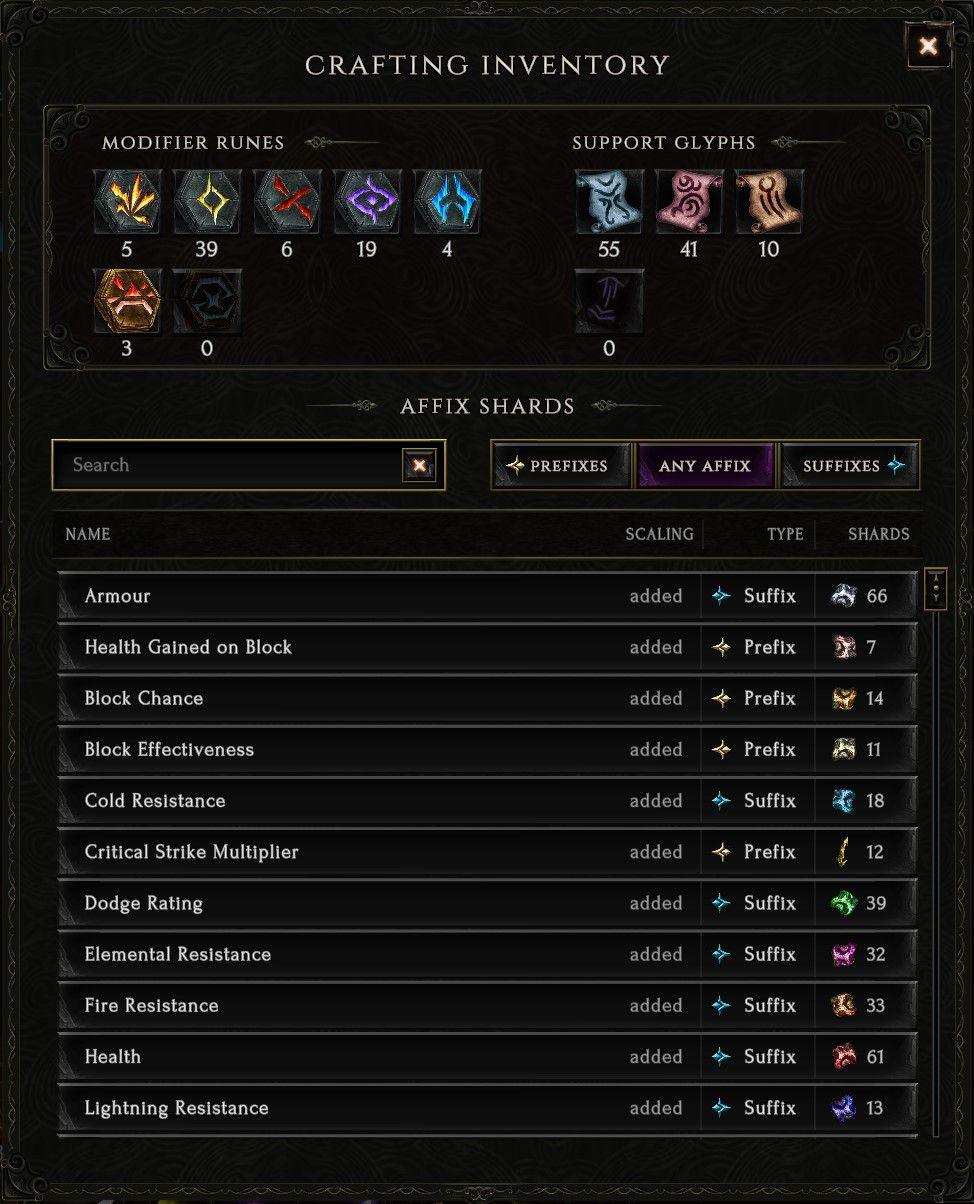 CRAFTING INVENTORY
MODIFIER RUNES
SUPPORT GLYPHS
5 39 6 19 4
55 41 10
3 0
0
AFFIX SHARDS
Search
PREFIXES ANY AFFIX SUFFIXES
NAME SCALING TYPE SHARDS
Armour added Suffix 66
Health Gained on Block added Prefix 7
Block Chance added Prefix 14
Block Effectiveness added Prefix 11
Cold Resistance added Suffix 18
Critical Strike Multiplier added Prefix 12
Dodge Rating added Suffix 39
Elemental Resistance added Suffix 32
Fire Resistance added Suffix 33
Health added Suffix 61
Lightning Resistance added Suffix 13